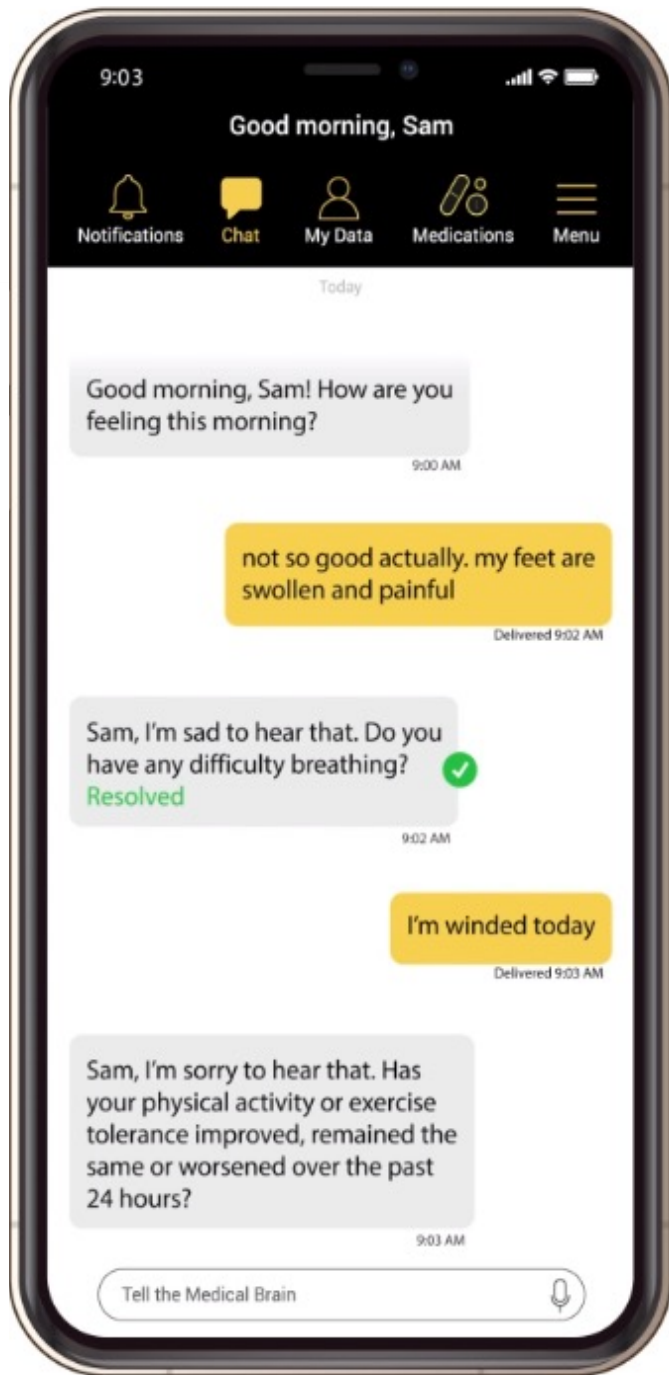 9:03
Good morning, Sam
Notifications Chat My Data Medications Menu
Today
Good morning, Sam! How are you
feeling this morning?
9:00 AM
not so good actually. my feet are
swollen and painful
Delivered 9:02 AM
Sam, I'm sad to hear that. Do you
have any difficulty breathing?
Resolved
9:02 AM
I'm winded today
Delivered 9:03 AM
Sam, I'm sorry to hear that. Has
your physical activity or exercise
tolerance improved, remained the
same or worsened over the past
24 hours?
9:03 AM
Tell the Medical Brain